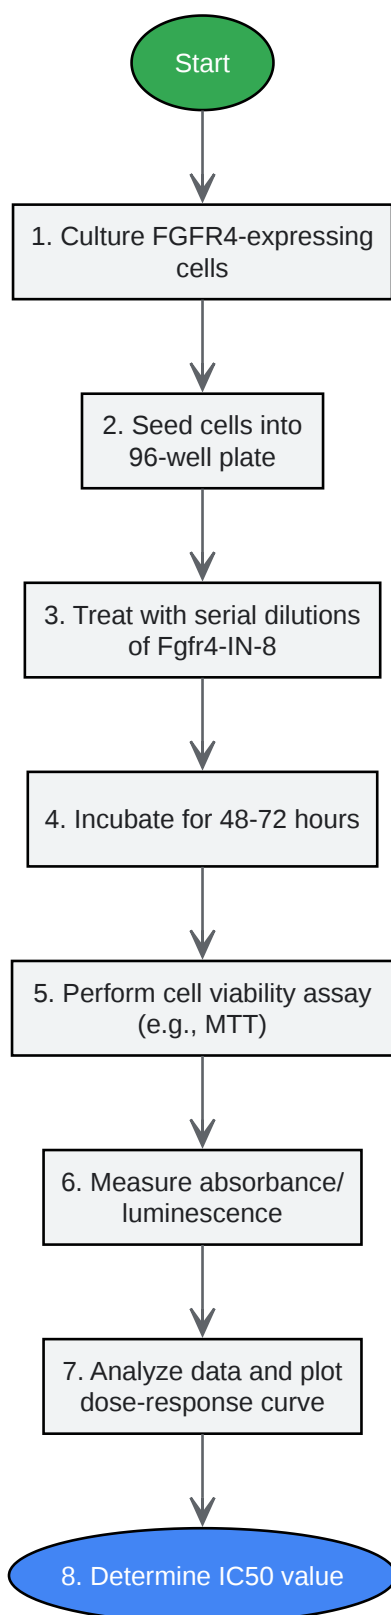 Start
1. Culture FGFR4-expressing
cells
2. Seed cells into
96-well plate
3. Treat with serial dilutions
of Fgfr4-IN-8
4. Incubate for 48-72 hours
5. Perform cell viability assay
(e.g., MTT)
6. Measure absorbance/
luminescence
7. Analyze data and plot
dose-response curve
8. Determine IC50 value